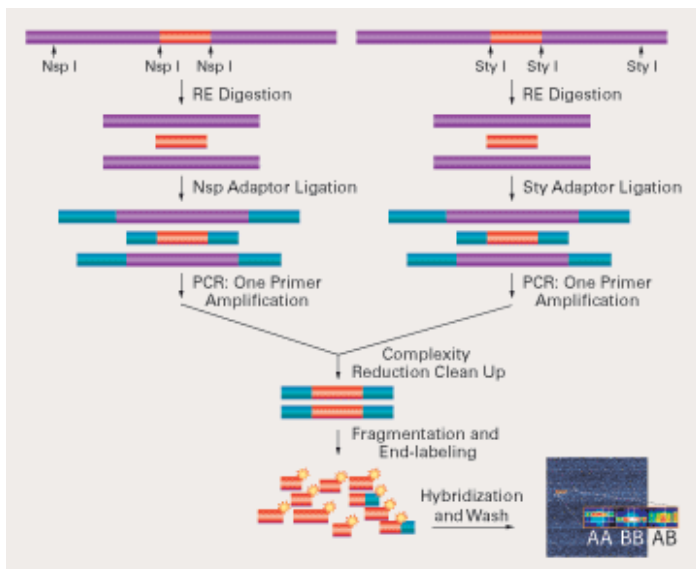 Nsp I Nsp I Nsp I Sty I Sty I Sty I
RE Digestion RE Digestion
Nsp Adaptor Ligation Sty Adaptor Ligation
PCR: One Primer PCR: One Primer
Amplification Amplification
Complexity
Reduction Clean Up
Fragmentation and
End-labeling
Hybridization
and Wash
AA BB AB